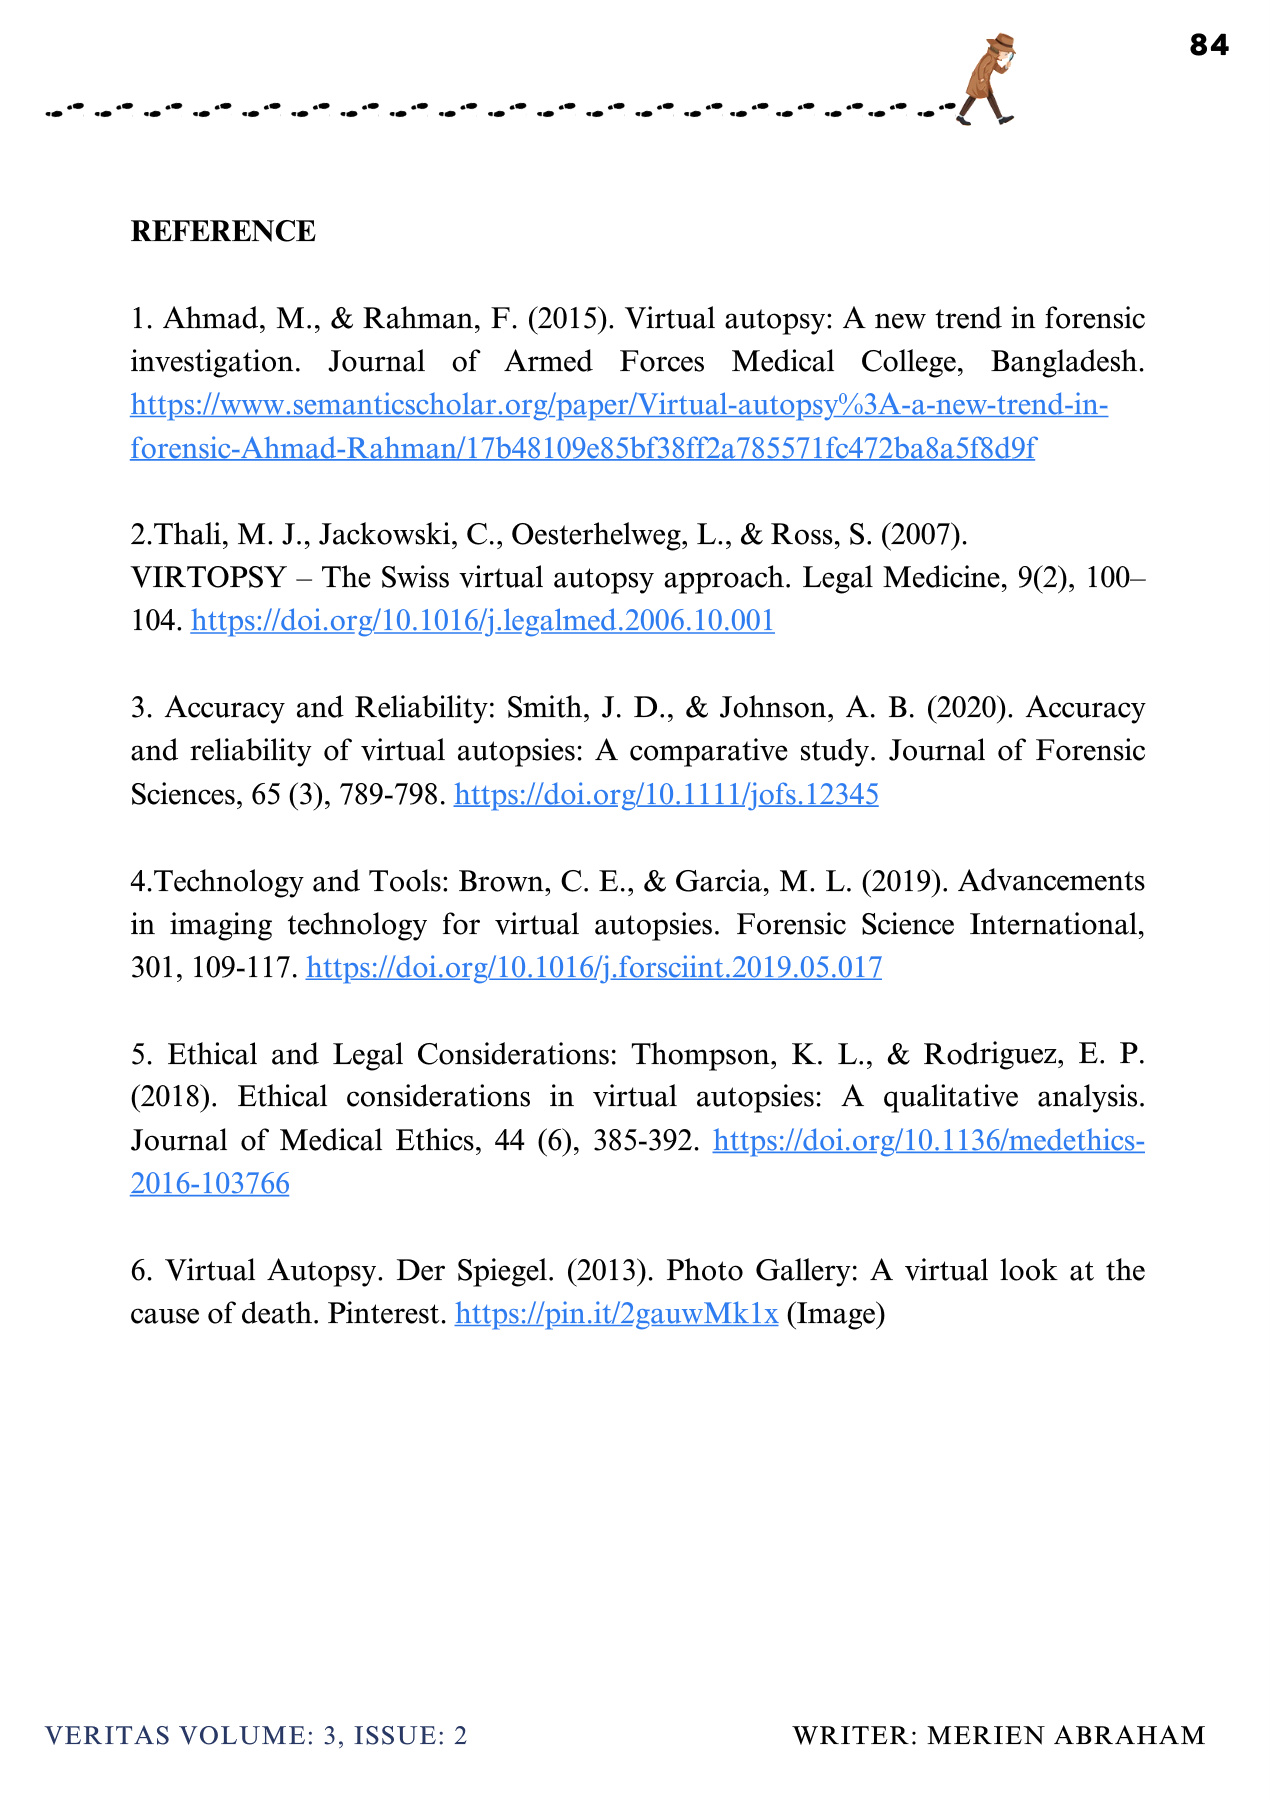 84
REFERENCE
1. Ahmad, M., & Rahman, F. (2015). Virtual autopsy: A new trend in forensic
investigation. Journal of Armed Forces Medical College, Bangladesh.
https://www.semanticscholar.org/paper/Virtual-autopsy%3A-a-new-trend-in-
forensic-Ahmad-Rahman/17b48109e85bf38ff2a785571fc472ba8a5f8d9f
2.Thali, M. J., Jackowski, C., Oesterhelweg, L., & Ross, S. (2007).
VIRTOPSY – The Swiss virtual autopsy approach. Legal Medicine, 9(2), 100–
104. https://doi.org/10.1016/j.legalmed.2006.10.001
3. Accuracy and Reliability: Smith, J. D., & Johnson, A. B. (2020). Accuracy
and reliability of virtual autopsies: A comparative study. Journal of Forensic
Sciences, 65 (3), 789-798. https://doi.org/10.1111/jofs.12345
4.Technology and Tools: Brown, C. E., & Garcia, M. L. (2019). Advancements
in imaging technology for virtual autopsies. Forensic Science International,
301, 109-117. https://doi.org/10.1016/j.forsciint.2019.05.017
5. Ethical and Legal Considerations: Thompson, K. L., & Rodriguez, E. P.
(2018). Ethical considerations in virtual autopsies: A qualitative analysis.
Journal of Medical Ethics, 44 (6), 385-392. https://doi.org/10.1136/medethics-
2016-103766
6. Virtual Autopsy. Der Spiegel. (2013). Photo Gallery: A virtual look at the
cause of death. Pinterest. https://pin.it/2gauwMk1x (Image)
VERITAS VOLUME: 3, ISSUE: 2
WRITER: MERIEN ABRAHAM